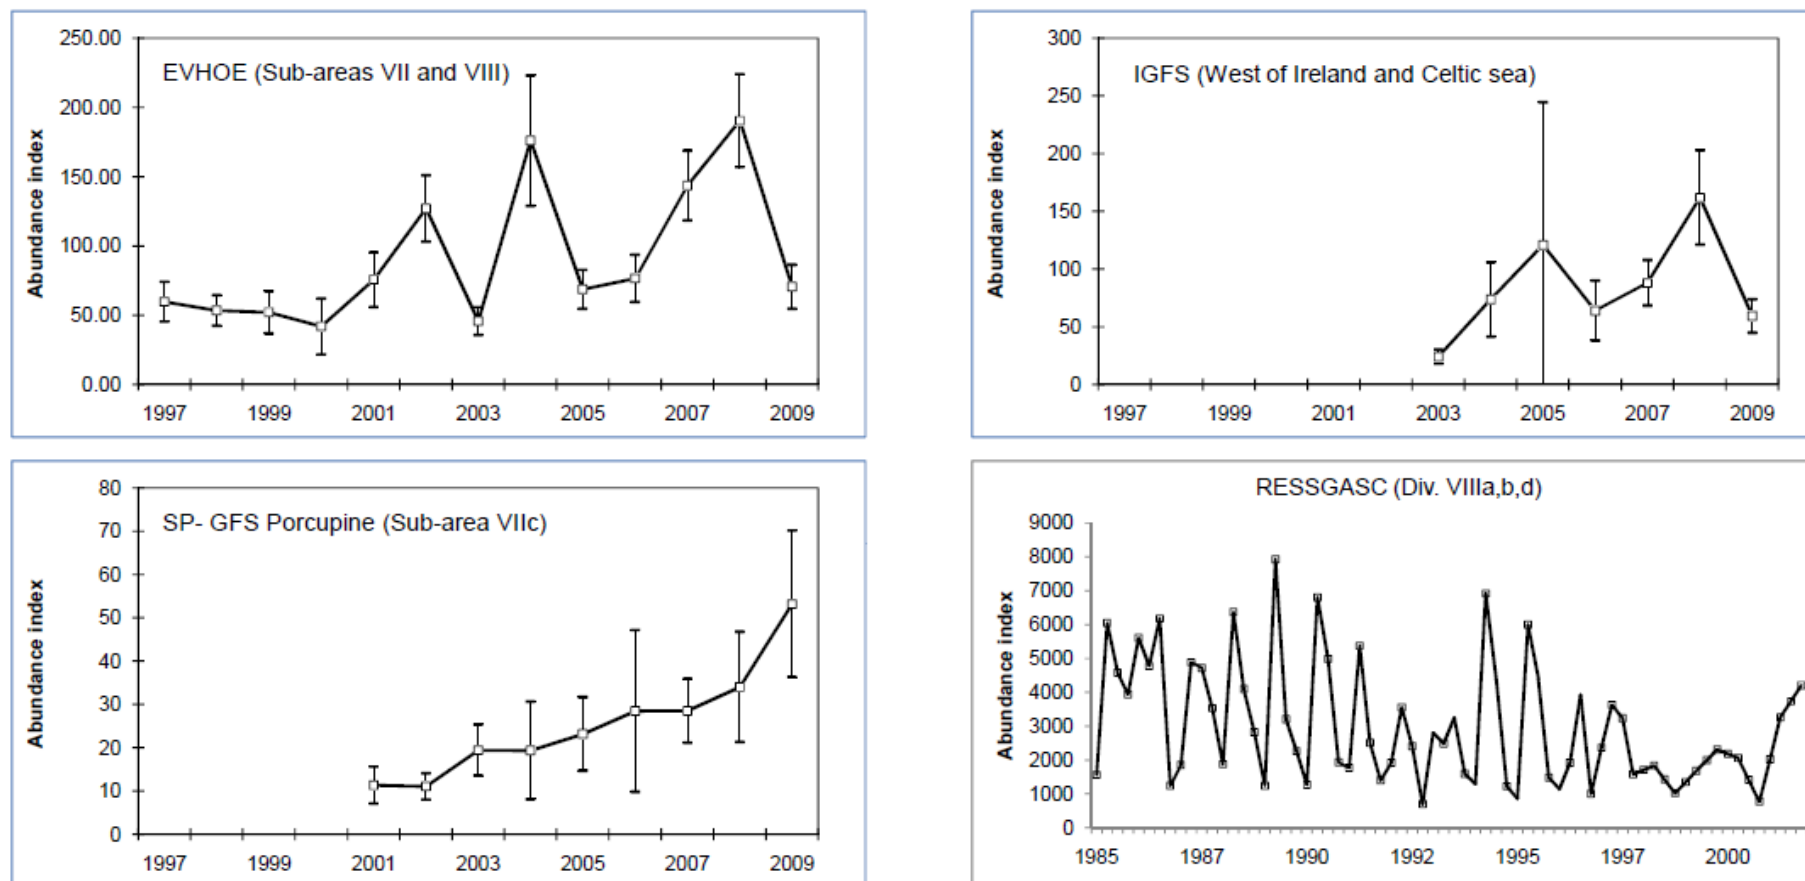 EVHOE (Sub-areas VII and VIII)
Abundance index
250.00
200.00
150.00
100.00
50.00
0.00
1997 1999 2001 2003 2005 2007 2009
IGFS (West of Ireland and Celtic sea)
Abundance index
300
250
200
150
100
50
0
1997 1999 2001 2003 2005 2007 2009
SP- GFS Porcupine (Sub-area VIIc)
Abundance index
80
70
60
50
40
30
20
10
0
1997 1999 2001 2003 2005 2007 2009
RESSGASC (Div. VIIIa,b,d)
Abundance index
9000
8000
7000
6000
5000
4000
3000
2000
1000
0
1985 1987 1990 1992 1995 1997 2000